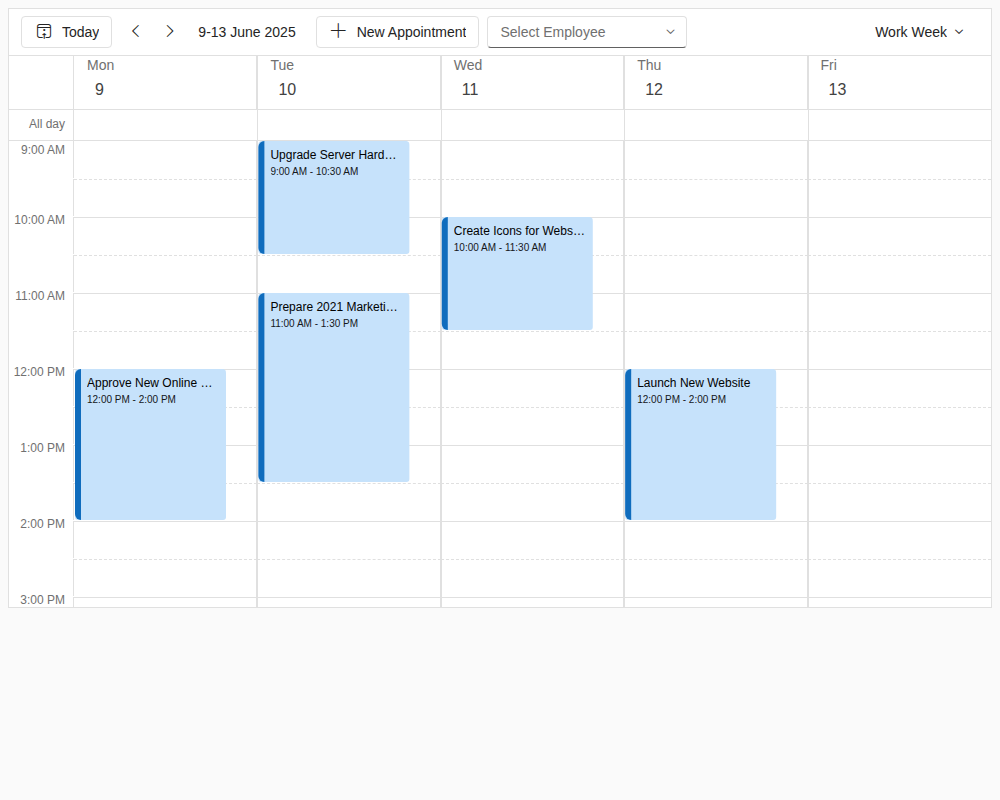 Today
9-13 June 2025
New Appointment
Select Employee
Work Week
Mon
9
Tue
10
Wed
11
Thu
12
Fri
13
All day
9:00 AM
10:00 AM
11:00 AM
12:00 PM
1:00 PM
2:00 PM
3:00 PM
Approve New Online ...
12:00 PM - 2:00 PM
Upgrade Server Hard...
9:00 AM - 10:30 AM
Prepare 2021 Marketi...
11:00 AM - 1:30 PM
Create Icons for Webs...
10:00 AM - 11:30 AM
Launch New Website
12:00 PM - 2:00 PM